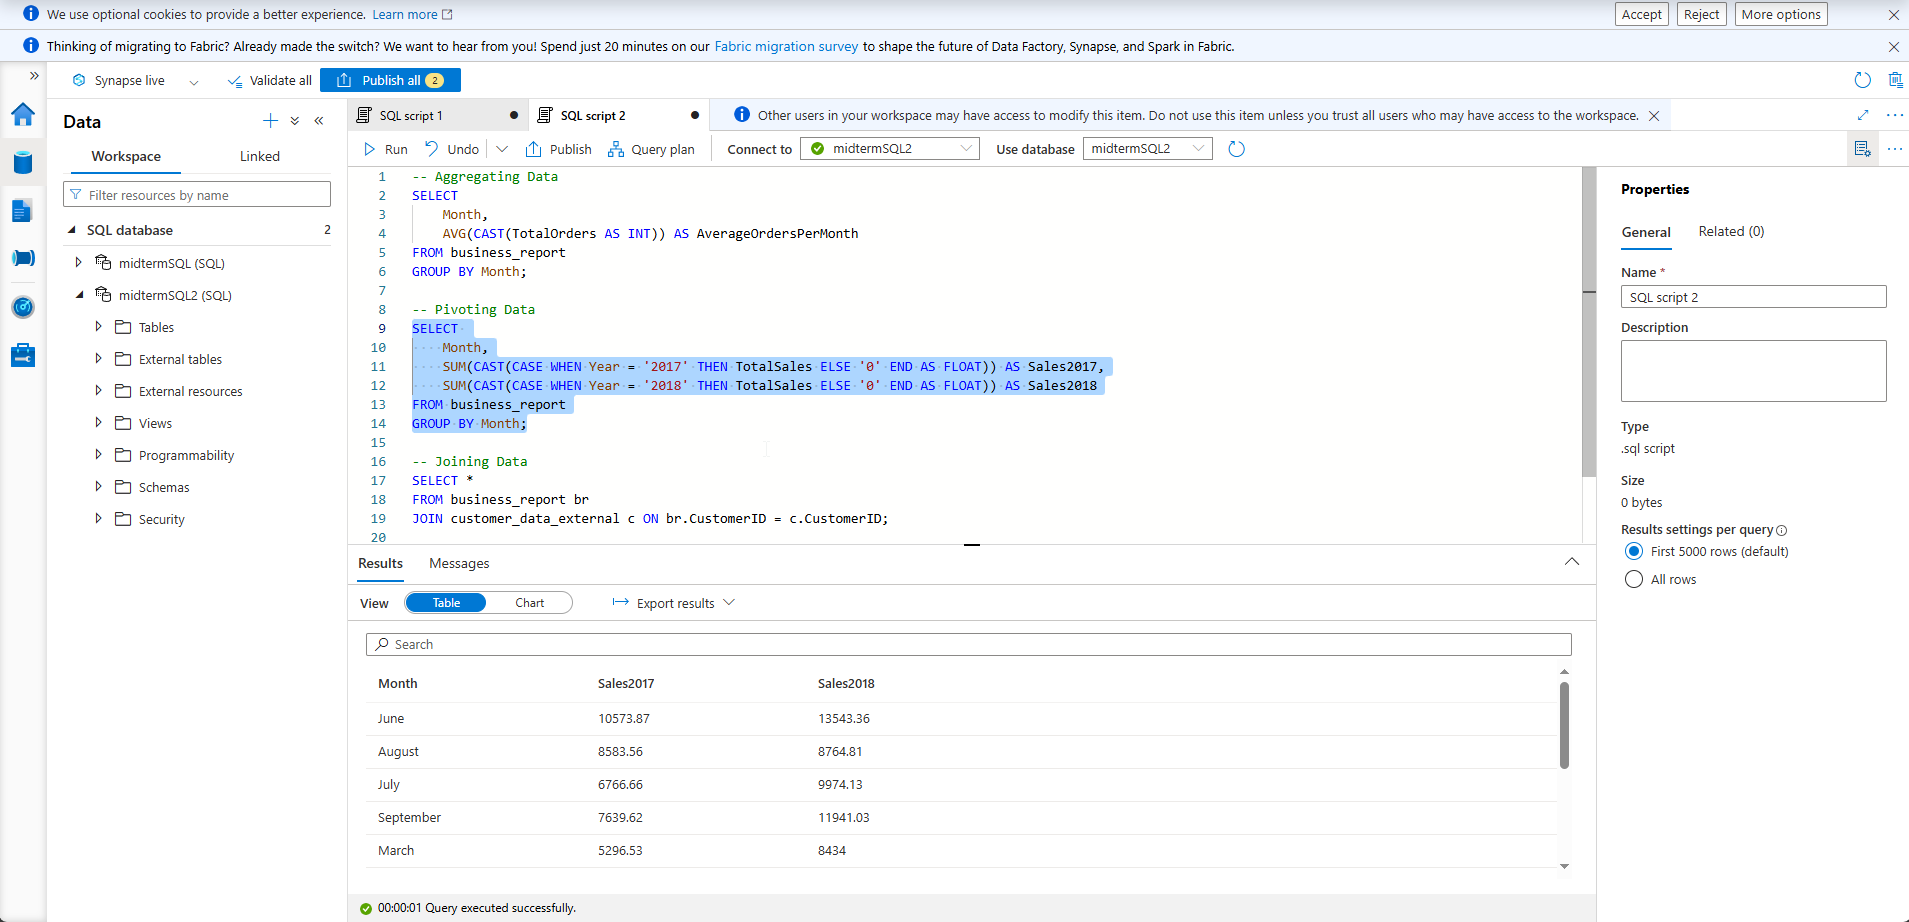 We use optional cookies to provide a better experience. Learn more
Accept Reject More options
Thinking of migrating to Fabric? Already made the switch? We want to hear from you! Spend just 20 minutes on our Fabric migration survey to shape the future of Data Factory, Synapse, and Spark in Fabric.
Synapse live Validate all Publish all 2
Data
Workspace Linked
Filter resources by name
SQL database 2
midtermSQL (SQL)
midtermSQL2 (SQL)
Tables
External tables
External resources
Views
Programmability
Schemas
Security
SQL script 1 SQL script 2 Other users in your workspace may have access to modify this item. Do not use this item unless you trust all users who may have access to the workspace.
Run Undo Publish Query plan Connect to midtermSQL2 Use database midtermSQL2
1 -- Aggregating Data
2 SELECT
3 Month,
4 AVG(CAST(TotalOrders AS INT)) AS AverageOrdersPerMonth
5 FROM business_report
6 GROUP BY Month;
7
8 -- Pivoting Data
9 SELECT
10 Month,
11 SUM(CAST(CASE WHEN Year = '2017' THEN TotalSales ELSE '0' END AS FLOAT)) AS Sales2017,
12 SUM(CAST(CASE WHEN Year = '2018' THEN TotalSales ELSE '0' END AS FLOAT)) AS Sales2018
13 FROM business_report
14 GROUP BY Month;
15
16 -- Joining Data
17 SELECT *
18 FROM business_report br
19 JOIN customer_data_external c ON br.CustomerID = c.CustomerID;
20
Results Messages
View Table Chart Export results
Search
Month Sales2017 Sales2018
June 10573.87 13543.36
August 8583.56 8764.81
July 6766.66 9974.13
September 7639.62 11941.03
March 5296.53 8434
00:00:01 Query executed successfully.
Properties
General Related (0)
Name *
SQL script 2
Description
Type
.sql script
Size
0 bytes
Results settings per query
First 5000 rows (default)
All rows